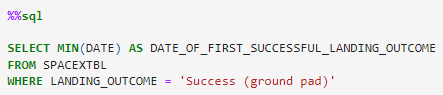 %%sql
SELECT MIN(DATE) AS DATE_OF_FIRST_SUCCESSFUL_LANDING_OUTCOME
FROM SPACEXTBL
WHERE LANDING_OUTCOME = 'Success (ground pad)'